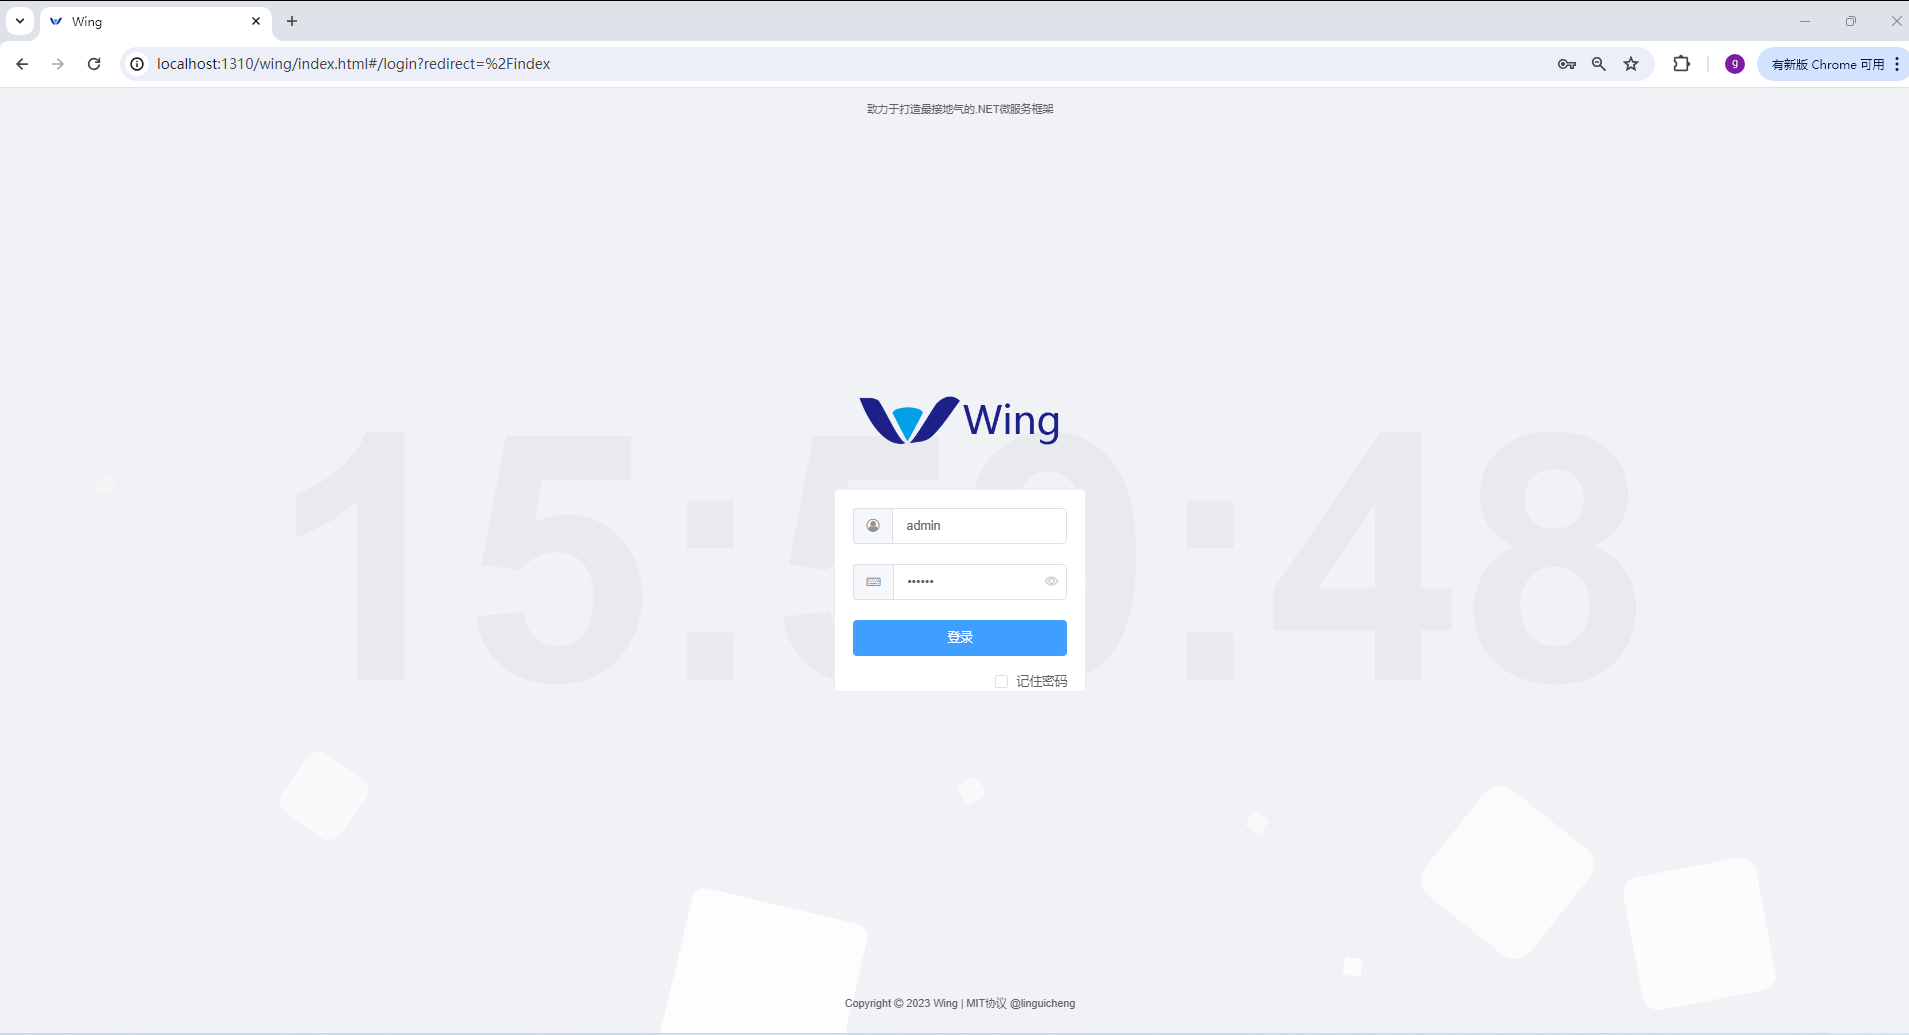 Wing
localhost:1310/wing/index.html#/login?redirect=%2Findex
g
有新版 Chrome 可用
致力于打造最接地气的.NET微服务框架
Wing
15:59:48
admin
••••••
登录
记住密码
Copyright © 2023 Wing | MIT协议 @linguicheng